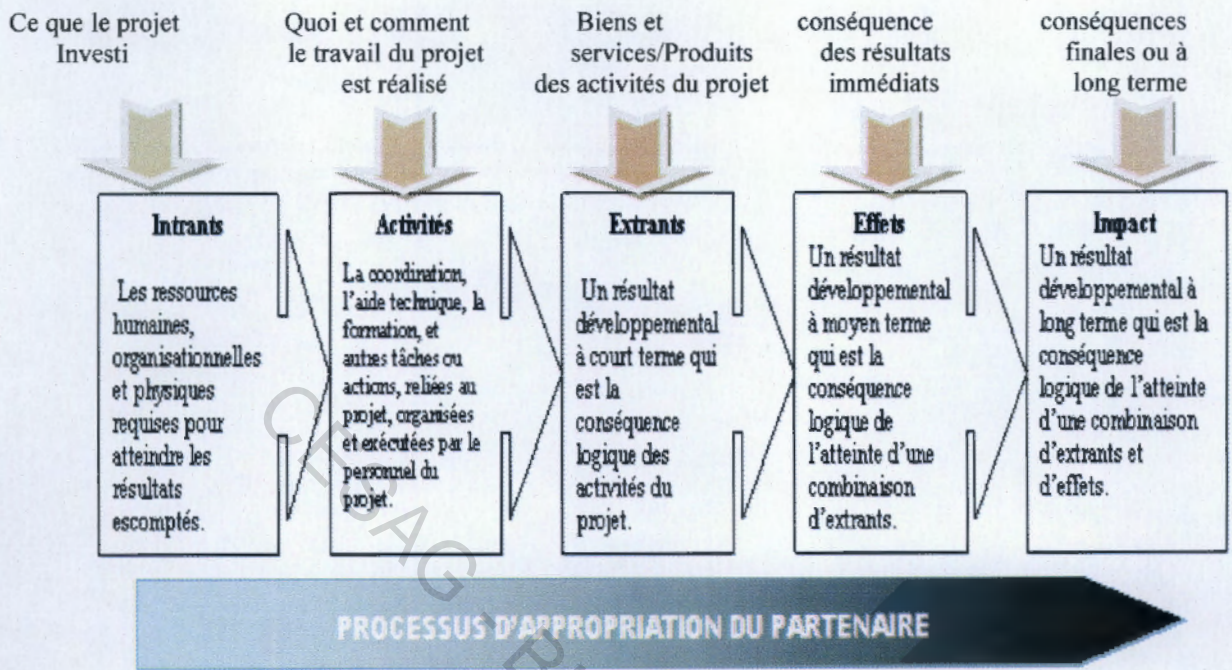 Ce que le projet
Investi
Quoi et comment
le travail du projet
est réalisé
Biens et
services/Produits
des activités du projet
conséquence
des résultats
immédiats
conséquences
finales ou à
long terme
Intrants
Les ressources
humaines,
organisationnelles
et physiques
requises pour
atteindre les
résultats
escomptés.
Activités
La coordination,
l'aide technique, la
formation, et
autres tâches ou
actions, reliées au
projet, organisées
et exécutées par le
personnel du
projet.
Extrants
Un résultat
développemental
à court terme qui
est la
conséquence
logique des
activités du
projet.
Effets
Un résultat
développemental
à moyen terme
qui est la
conséquence
logique de
l'atteinte d'une
combinaison
d'extrants.
Impact
Un résultat
développemental à
long terme qui est la
conséquence
logique de l'atteinte
d'une combinaison
d'extrants et
d'effets.
PROCESSUS D'APPROPRIATION DU PARTENAIRE
CESAG